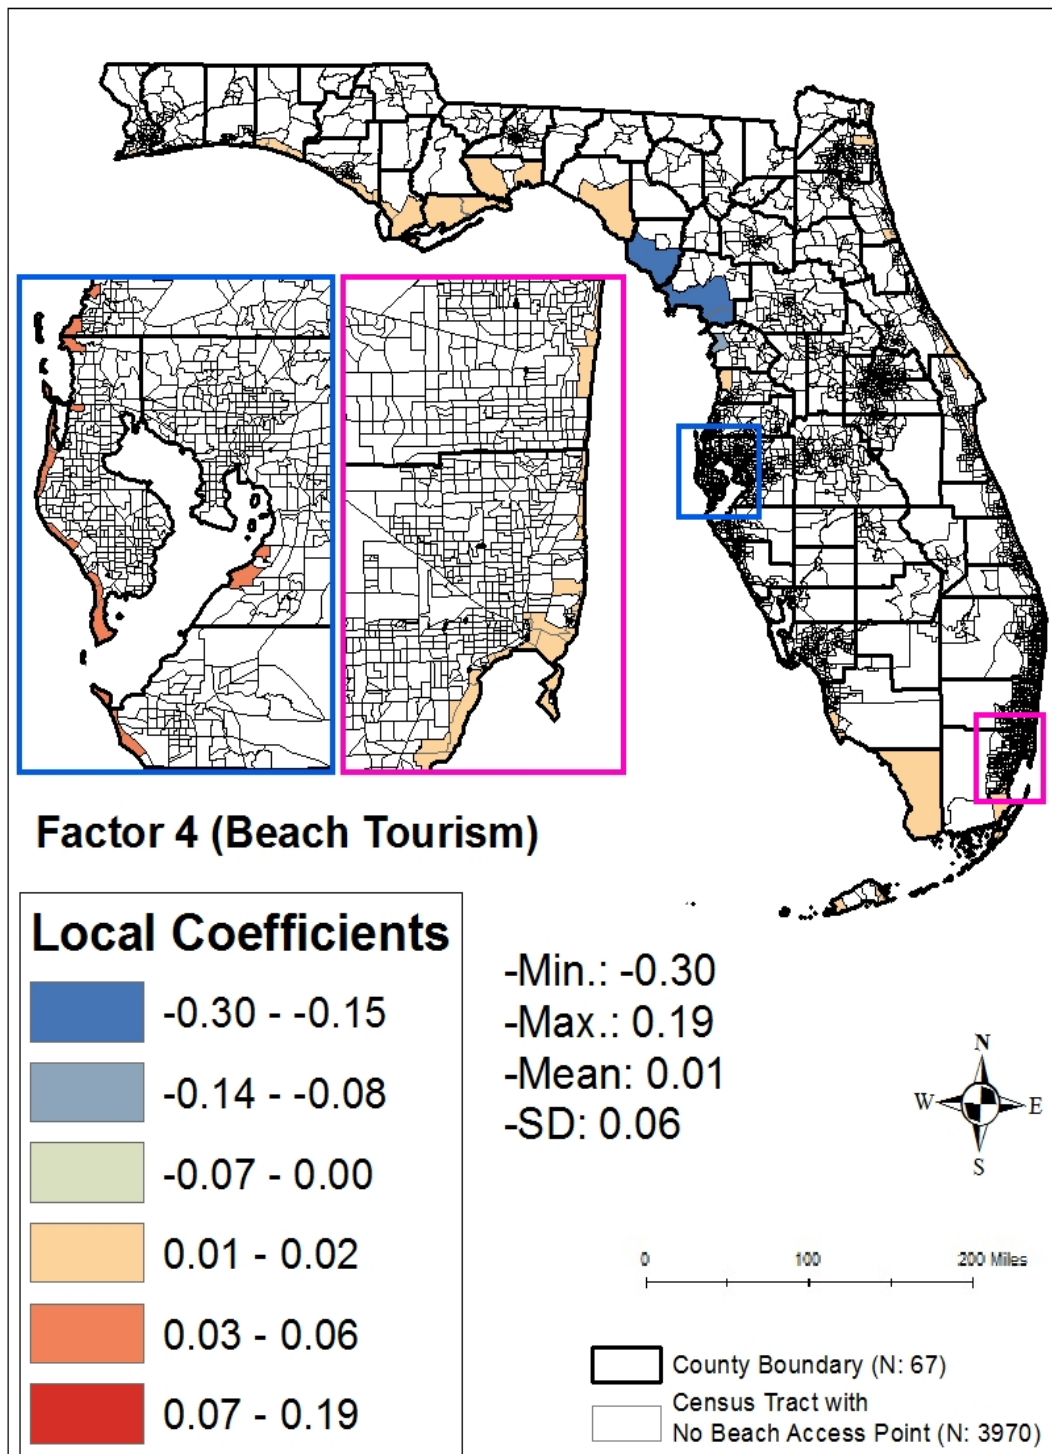 Factor 4 (Beach Tourism)
Local Coefficients
-0.30 - -0.15
-0.14 - -0.08
-0.07 - 0.00
0.01 - 0.02
0.03 - 0.06
0.07 - 0.19
-Min.: -0.30
-Max.: 0.19
-Mean: 0.01
-SD: 0.06
N
W E
S
0 100 200 Miles
County Boundary (N: 67)
Census Tract with
No Beach Access Point (N: 3970)